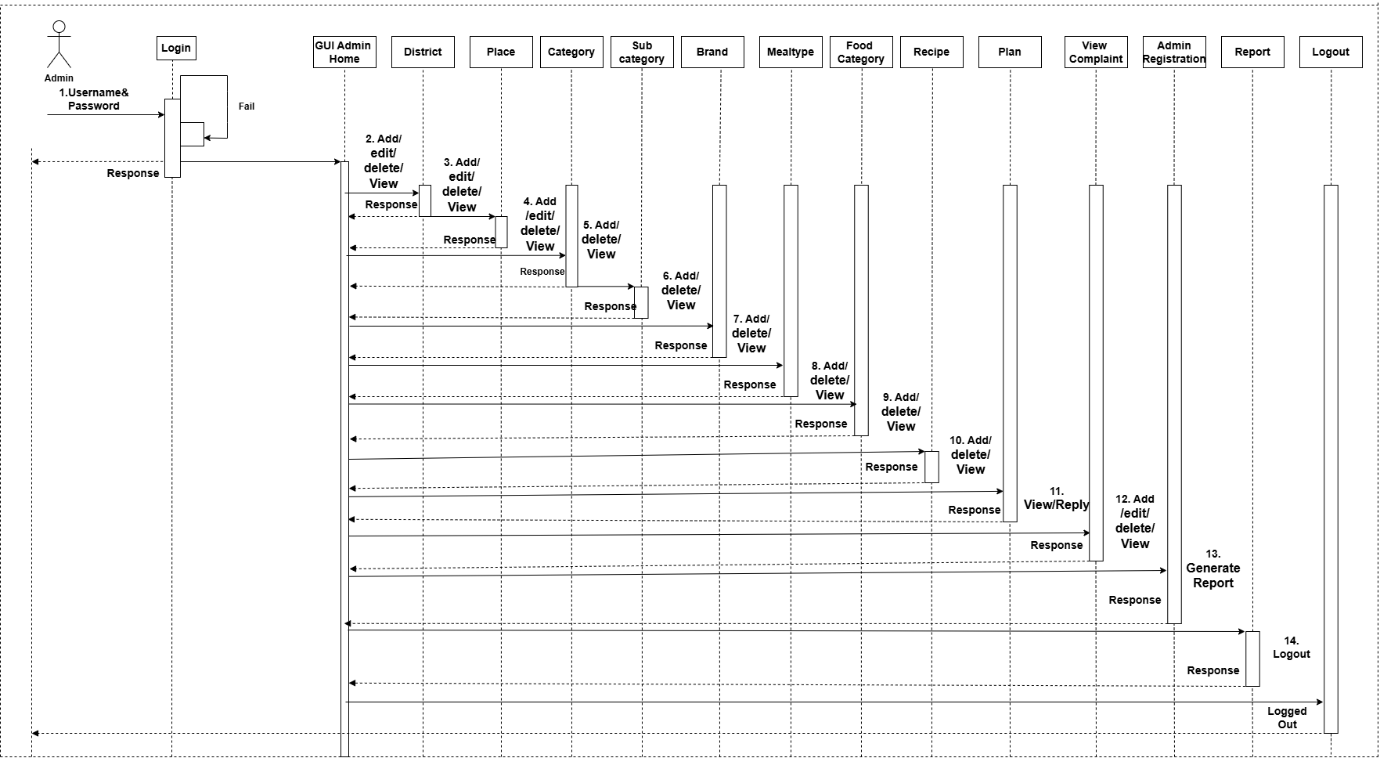 Admin
Login
GUI Admin
Home
District
Place
Category
Sub
category
Brand
Mealtype
Food
Category
Recipe
Plan
View
Complaint
Admin
Registration
Report
Logout
1.Username&
Password
Fail
Response
2. Add/
edit/
delete/
View
Response
3. Add/
edit/
delete/
View
Response
4. Add
/edit/
delete/
View
Response
5. Add/
delete/
View
Response
6. Add/
delete/
View
Response
7. Add/
delete/
View
Response
8. Add/
delete/
View
Response
9. Add/
delete/
View
Response
10. Add/
delete/
View
Response
11.
View/Reply
Response
12. Add
/edit/
delete/
View
Response
13.
Generate
Report
Response
14.
Logout
Logged
Out